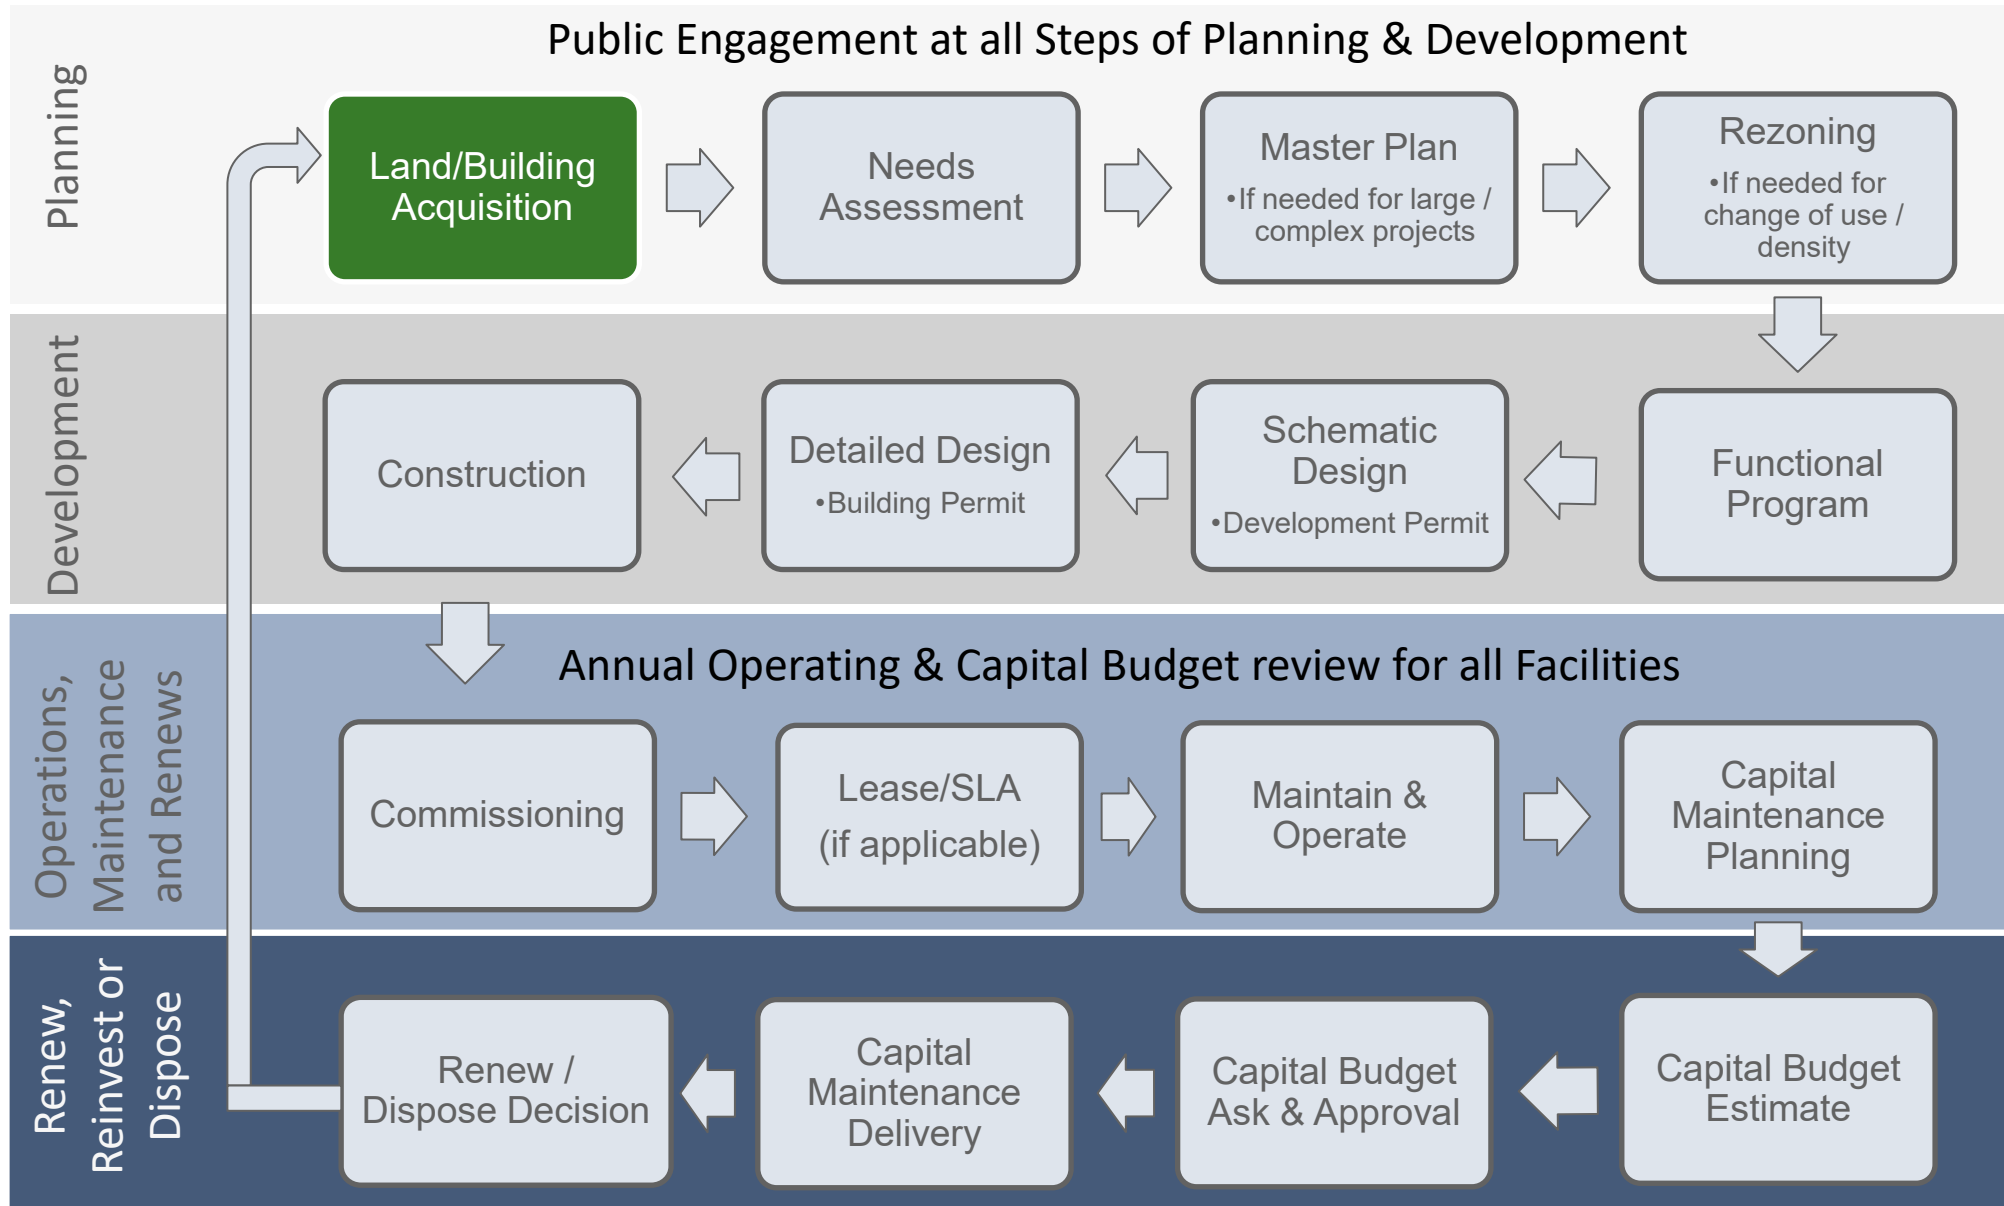 Public Engagement at all Steps of Planning & Development
Planning
Land/Building
Acquisition
Needs
Assessment
Master Plan
•If needed for large /
complex projects
Rezoning
•If needed for
change of use /
density
Development
Construction
Detailed Design
•Building Permit
Schematic
Design
•Development Permit
Functional
Program
Operations,
Maintenance
and Renews
Annual Operating & Capital Budget review for all Facilities
Commissioning
Lease/SLA
(if applicable)
Maintain &
Operate
Capital
Maintenance
Planning
Renew,
Reinvest or
Dispose
Renew /
Dispose Decision
Capital
Maintenance
Delivery
Capital Budget
Ask & Approval
Capital Budget
Estimate